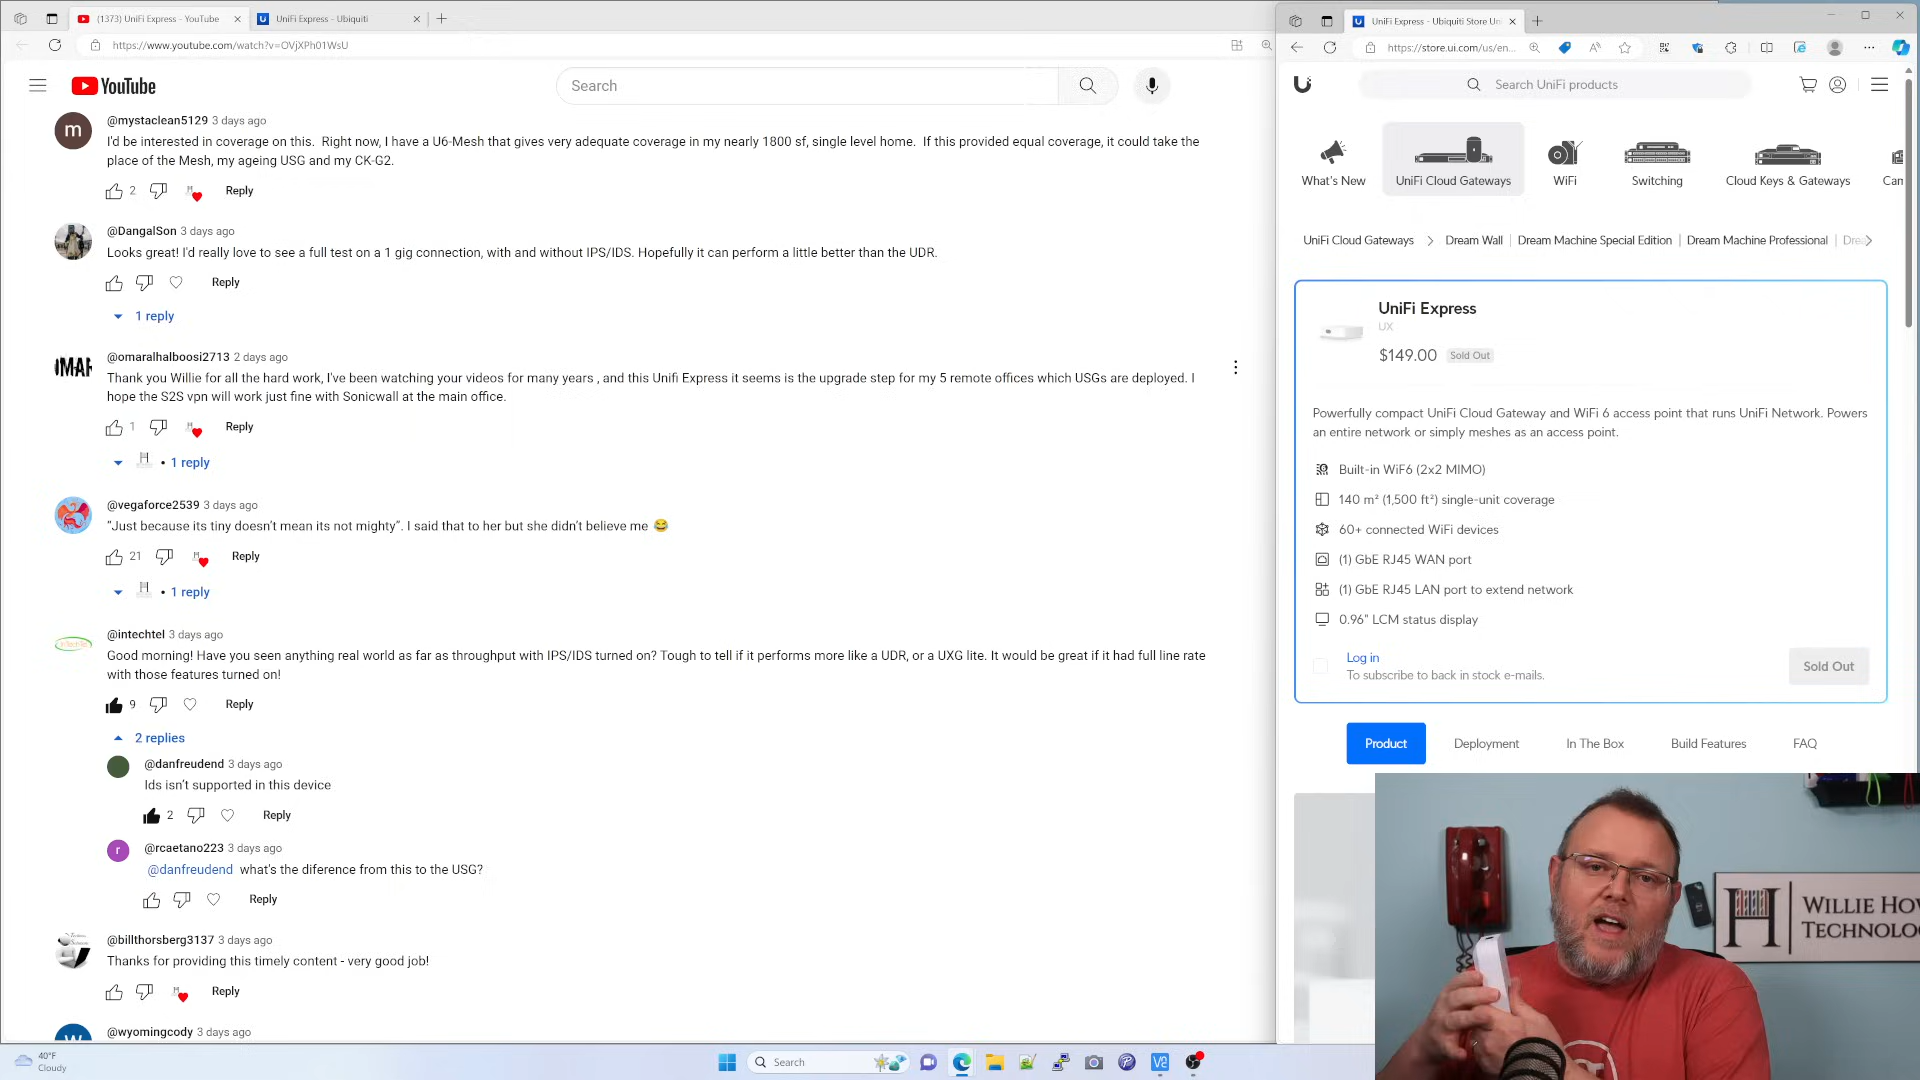 (1373) UniFi Express - YouTube
UniFi Express - Ubiquiti
https://www.youtube.com/watch?v=OVjXPh01WsU
YouTube
Search
m
@mystaclean5129 3 days ago
I'd be interested in coverage on this. Right now, I have a U6-Mesh that gives very adequate coverage in my nearly 1800 sf, single level home. If this provided equal coverage, it could take the
place of the Mesh, my ageing USG and my CK-G2.
2
Reply
@DangalSon 3 days ago
Looks great! I'd really love to see a full test on a 1 gig connection, with and without IPS/IDS. Hopefully it can perform a little better than the UDR.
Reply
1 reply
@omaralhalboosi2713 2 days ago
Thank you Willie for all the hard work, I've been watching your videos for many years , and this Unifi Express it seems is the upgrade step for my 5 remote offices which USGs are deployed. I
hope the S2S vpn will work just fine with Sonicwall at the main office.
1
Reply
• 1 reply
@vegaforce2539 3 days ago
"Just because its tiny doesn't mean its not mighty". I said that to her but she didn't believe me 😂
21
Reply
• 1 reply
@intechtel 3 days ago
Good morning! Have you seen anything real world as far as throughput with IPS/IDS turned on? Tough to tell if it performs more like a UDR, or a UXG lite. It would be great if it had full line rate
with those features turned on!
9
Reply
2 replies
@danfreudend 3 days ago
Ids isn't supported in this device
2
Reply
r
@rcaetano223 3 days ago
@danfreudend what's the diference from this to the USG?
Reply
@billthorsberg3137 3 days ago
Thanks for providing this timely content - very good job!
Reply
@wyomingcody 3 days ago
UniFi Express - Ubiquiti Store Un
https://store.ui.com/us/en...
Search UniFi products
What's New
UniFi Cloud Gateways
WiFi
Switching
Cloud Keys & Gateways
Cam
UniFi Cloud Gateways
Dream Wall
Dream Machine Special Edition
Dream Machine Professional
Drea
UniFi Express
UX
$149.00 Sold Out
Powerfully compact UniFi Cloud Gateway and WiFi 6 access point that runs UniFi Network. Powers
an entire network or simply meshes as an access point.
Built-in WiF6 (2x2 MIMO)
140 m² (1,500 ft²) single-unit coverage
60+ connected WiFi devices
(1) GbE RJ45 WAN port
(1) GbE RJ45 LAN port to extend network
0.96" LCM status display
Log in
To subscribe to back in stock e-mails.
Sold Out
Product
Deployment
In The Box
Build Features
FAQ
WILLIE HOW
TECHNOLO
40°F
Cloudy
Search